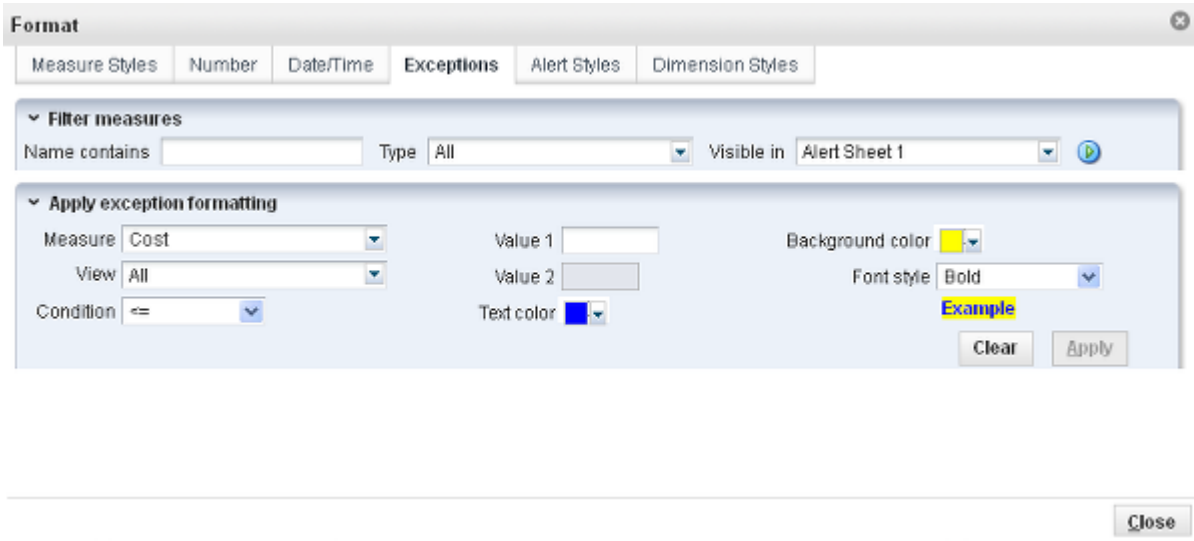 Format
Measure Styles Number Date/Time Exceptions Alert Styles Dimension Styles
Filter measures
Name contains Type All Visible in Alert Sheet 1
Apply exception formatting
Measure Cost Value 1 Background color
View All Value 2 Font style Bold
Condition <= Text color Example
Clear Apply
Close